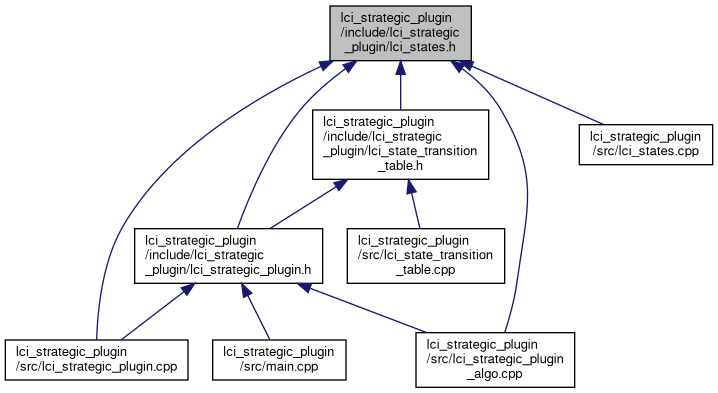 lci_strategic_plugin
/include/lci_strategic
_plugin/lci_states.h
lci_strategic_plugin
/include/lci_strategic
_plugin/lci_state_transition
_table.h
lci_strategic_plugin
/src/lci_states.cpp
lci_strategic_plugin
/include/lci_strategic
_plugin/lci_strategic_plugin.h
lci_strategic_plugin
/src/lci_state_transition
_table.cpp
lci_strategic_plugin
/src/lci_strategic_plugin.cpp
lci_strategic_plugin
/src/main.cpp
lci_strategic_plugin
/src/lci_strategic_plugin
_algo.cpp